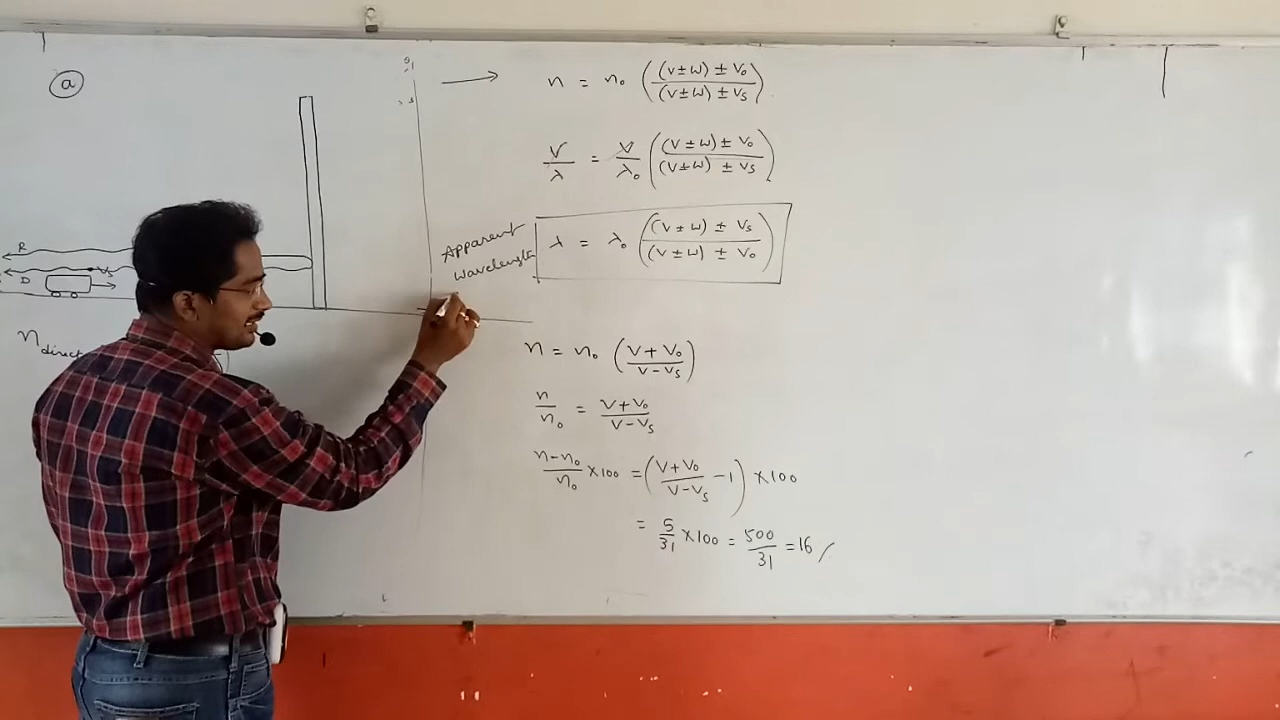 a
R
D Vs
n direct
n = n₀ ((V±W) ± V₀ / (V±W) ± Vs)
V/λ = V/λ₀ ((V±W) ± V₀ / (V±W) ± Vs)
Apparent
wavelength
λ = λ₀ ((V±W) ± Vs / (V±W) ± V₀)
n = n₀ (V+V₀ / V-Vs)
n/n₀ = V+V₀ / V-Vs
n-n₀/n₀ ×100 = (V+V₀ / V-Vs - 1) ×100
= 5/31 ×100 = 500/31 = 16